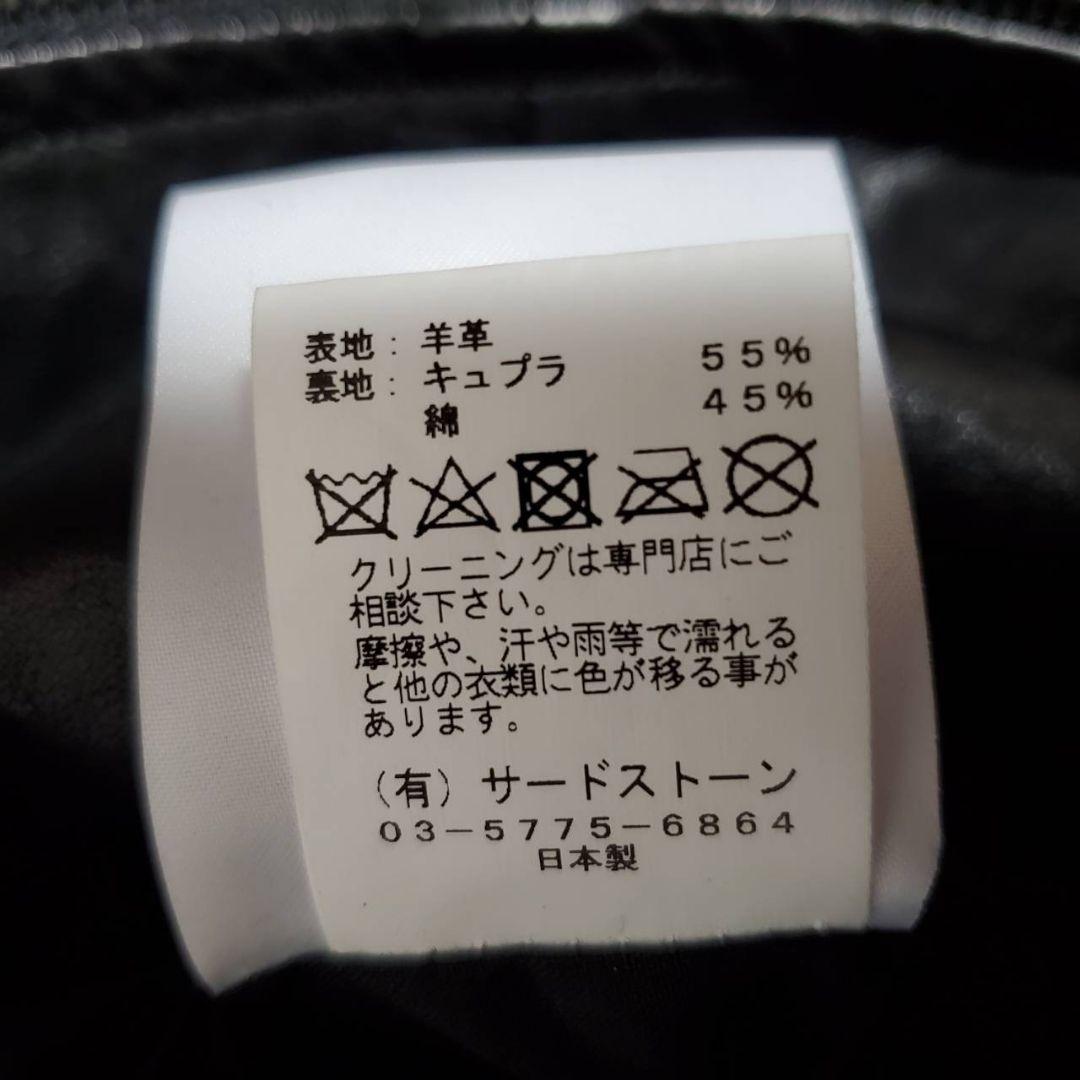 表地：羊革
裏地：キュプラ 55%
綿 45%
クリーニングは専門店にご
相談下さい。
摩擦や、汗や雨等で濡れる
と他の衣類に色が移る事が
あります。
（有）サードストーン
03-5775-6864
日本製